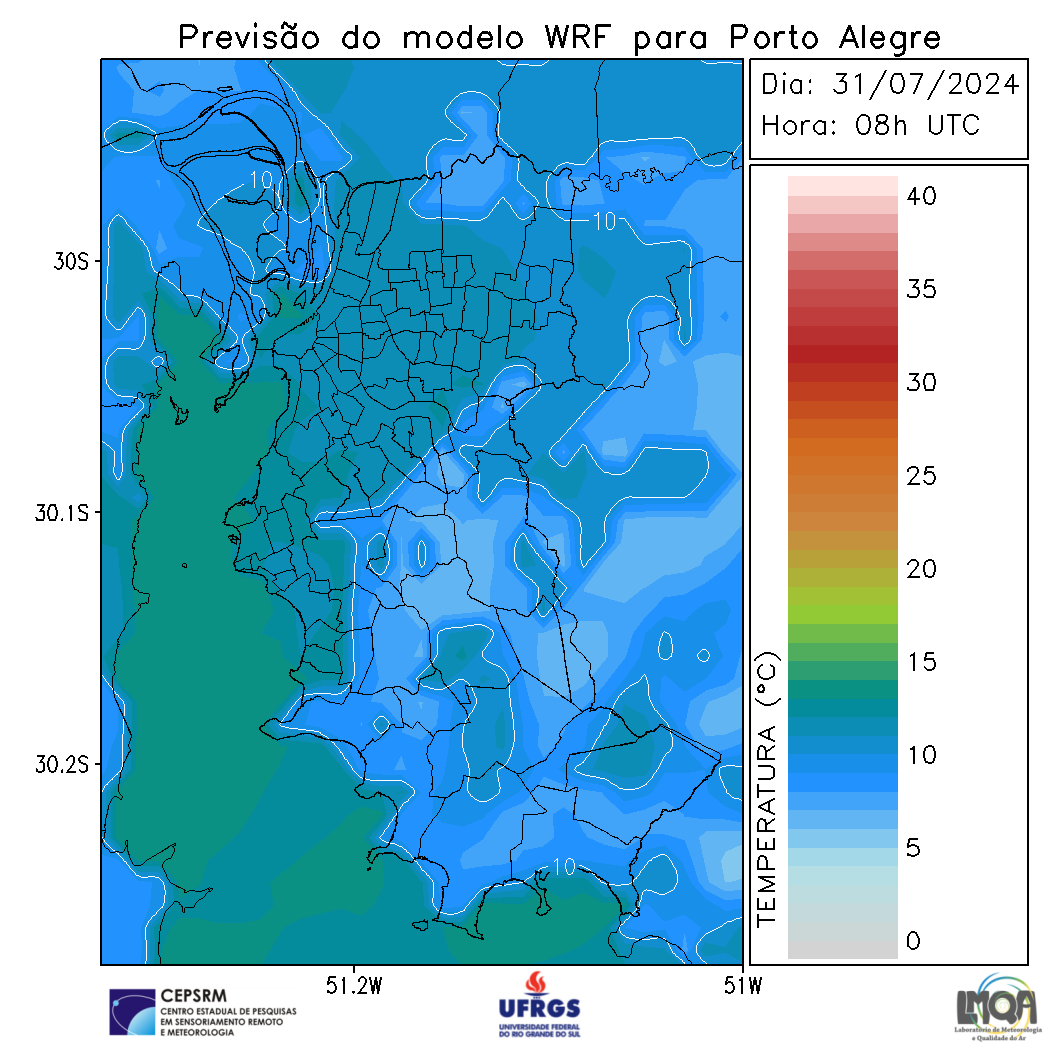 Previsão do modelo WRF para Porto Alegre
Dia: 31/07/2024
Hora: 08h UTC
30S
30.1S
30.2S
51.2W
51W
10
10
10
TEMPERATURA (°C)
40
35
30
25
20
15
10
5
0
CEPSRM
CENTRO ESTADUAL DE PESQUISAS
EM SENSORIAMENTO REMOTO
E METEOROLOGIA
UFRGS
UNIVERSIDADE FEDERAL
DO RIO GRANDE DO SUL
LMQA
Laboratório de Meteorologia
e Qualidade do Ar